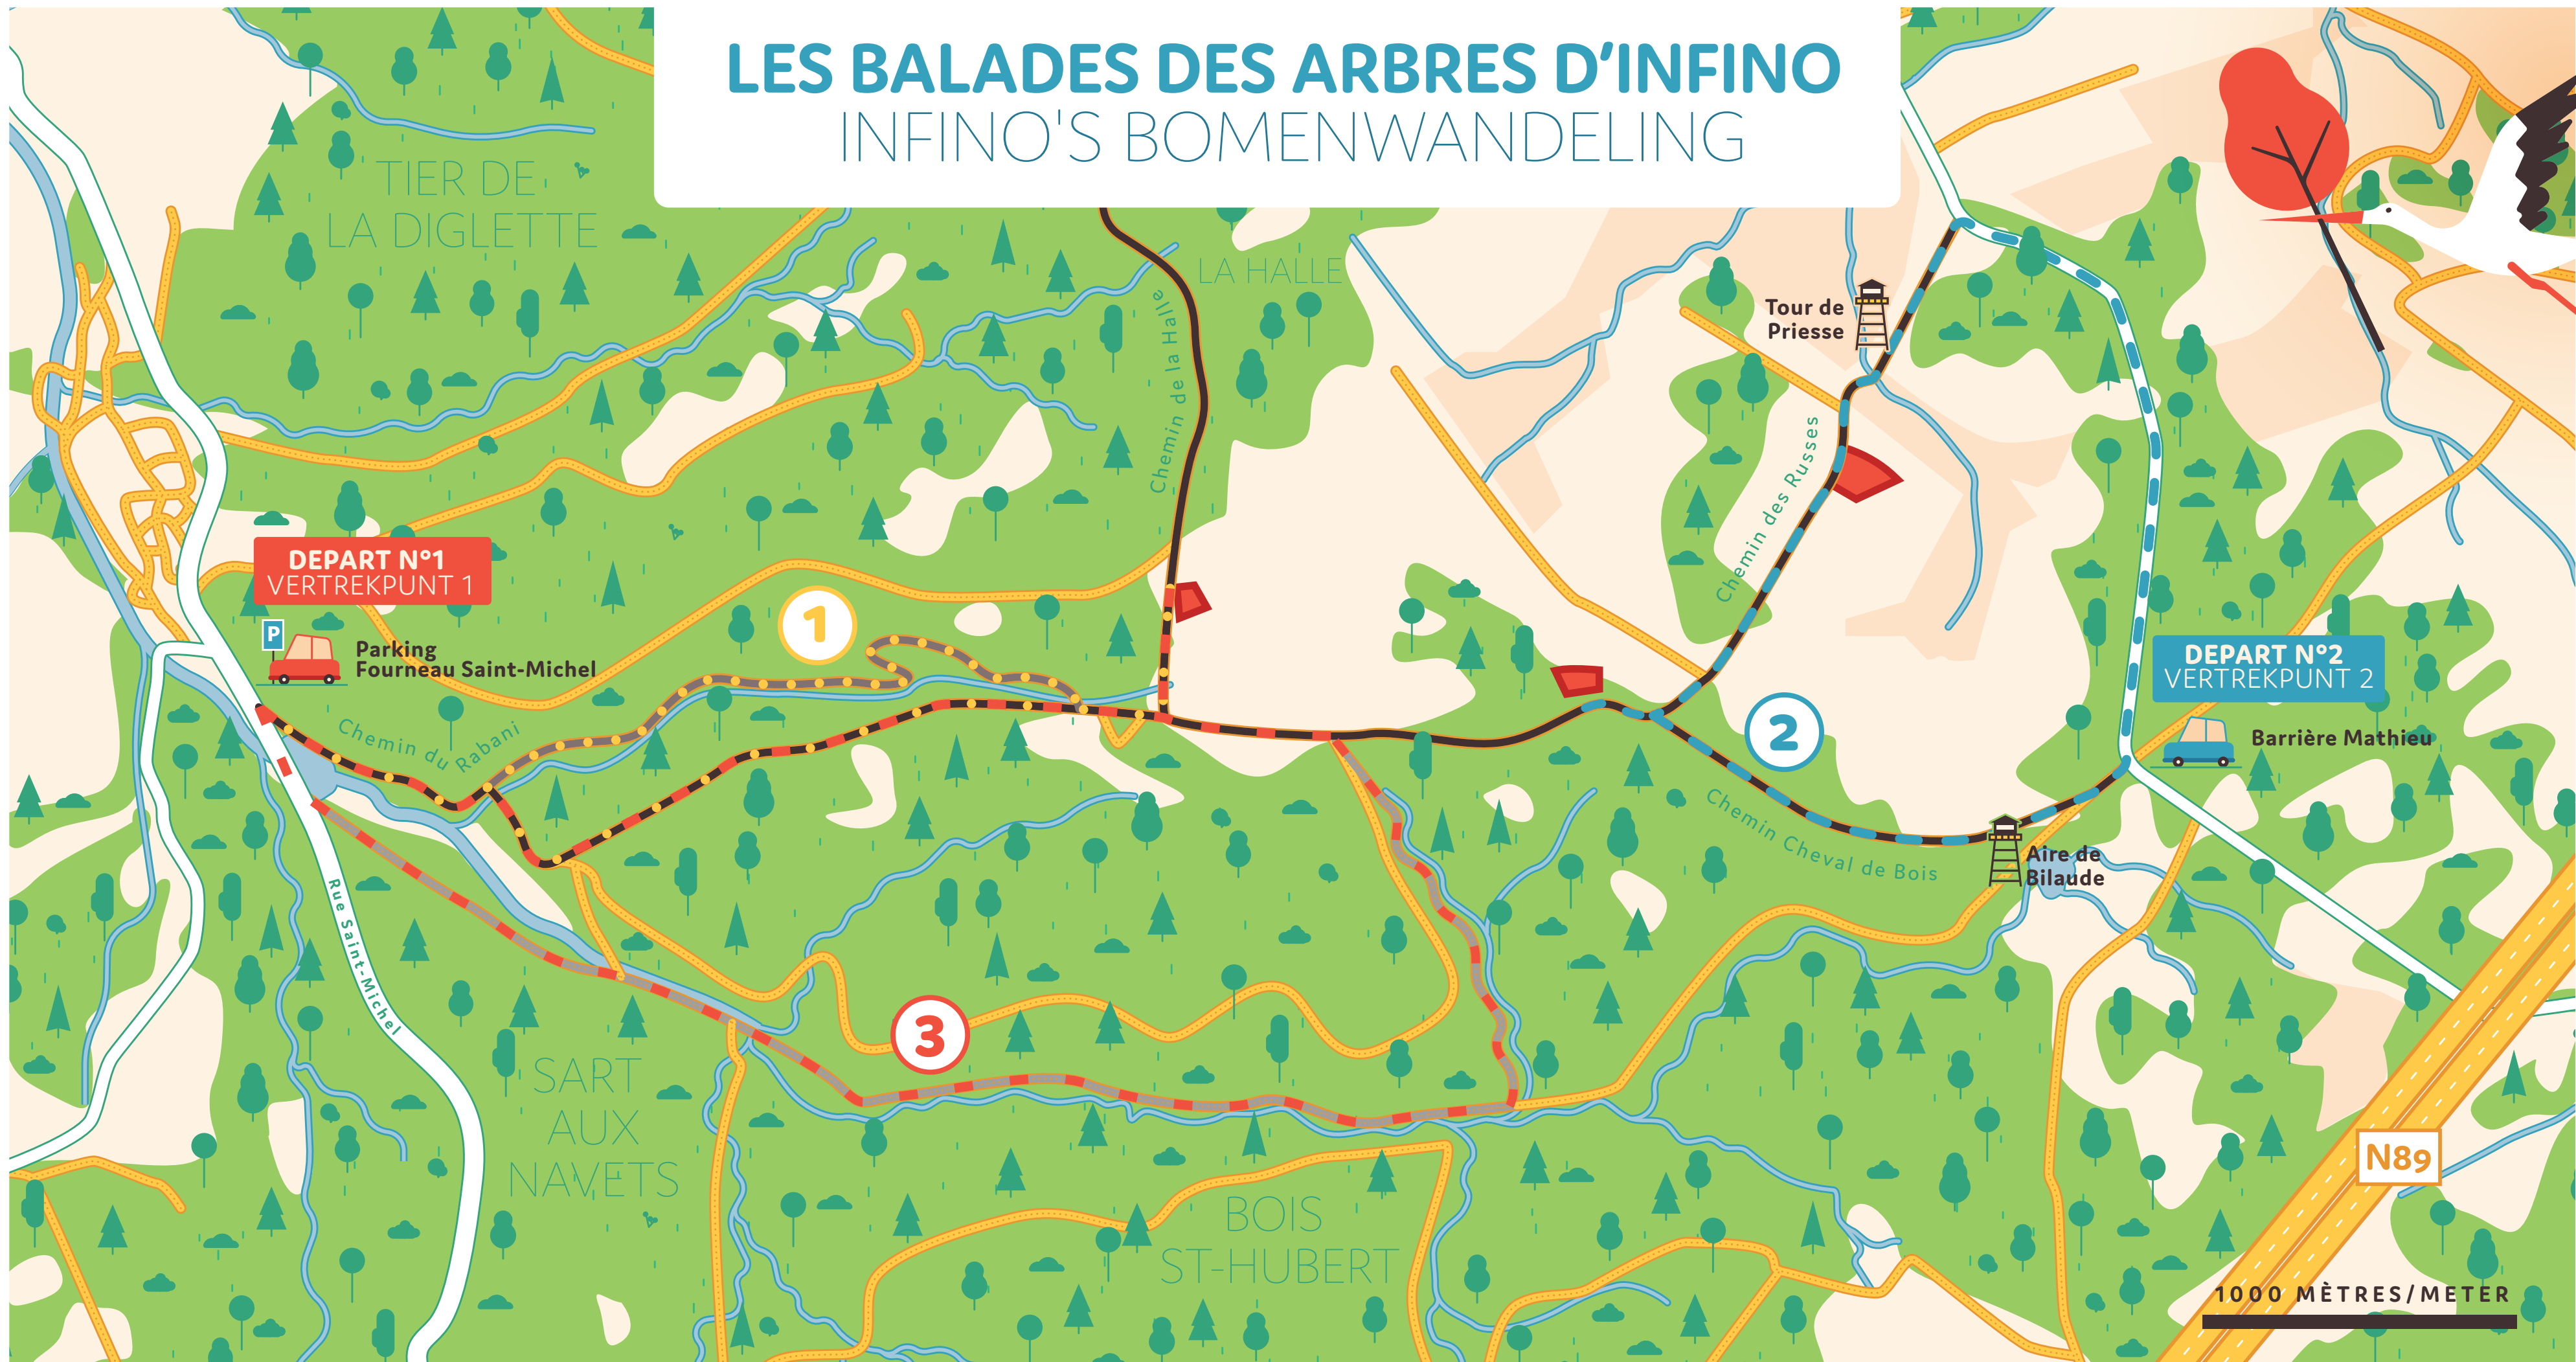 LES BALADES DES ARBRES D'INFINO
INFINO'S BOMENWANDELING
TIER DE
LA DIGLETTE
LA HALLE
Chemin de la Halle
Tour de
Priesse
Chemin des Russes
DEPART N°1
VERTREKPUNT 1
P
Parking
Fourneau Saint-Michel
1
Chemin du Rabani
DEPART N°2
VERTREKPUNT 2
Barrière Mathieu
2
Chemin Cheval de Bois
Aire de
Bilaude
Rue Saint-Michel
3
SART
AUX
NAVETS
BOIS
ST-HUBERT
N89
1000 MÈTRES/METER